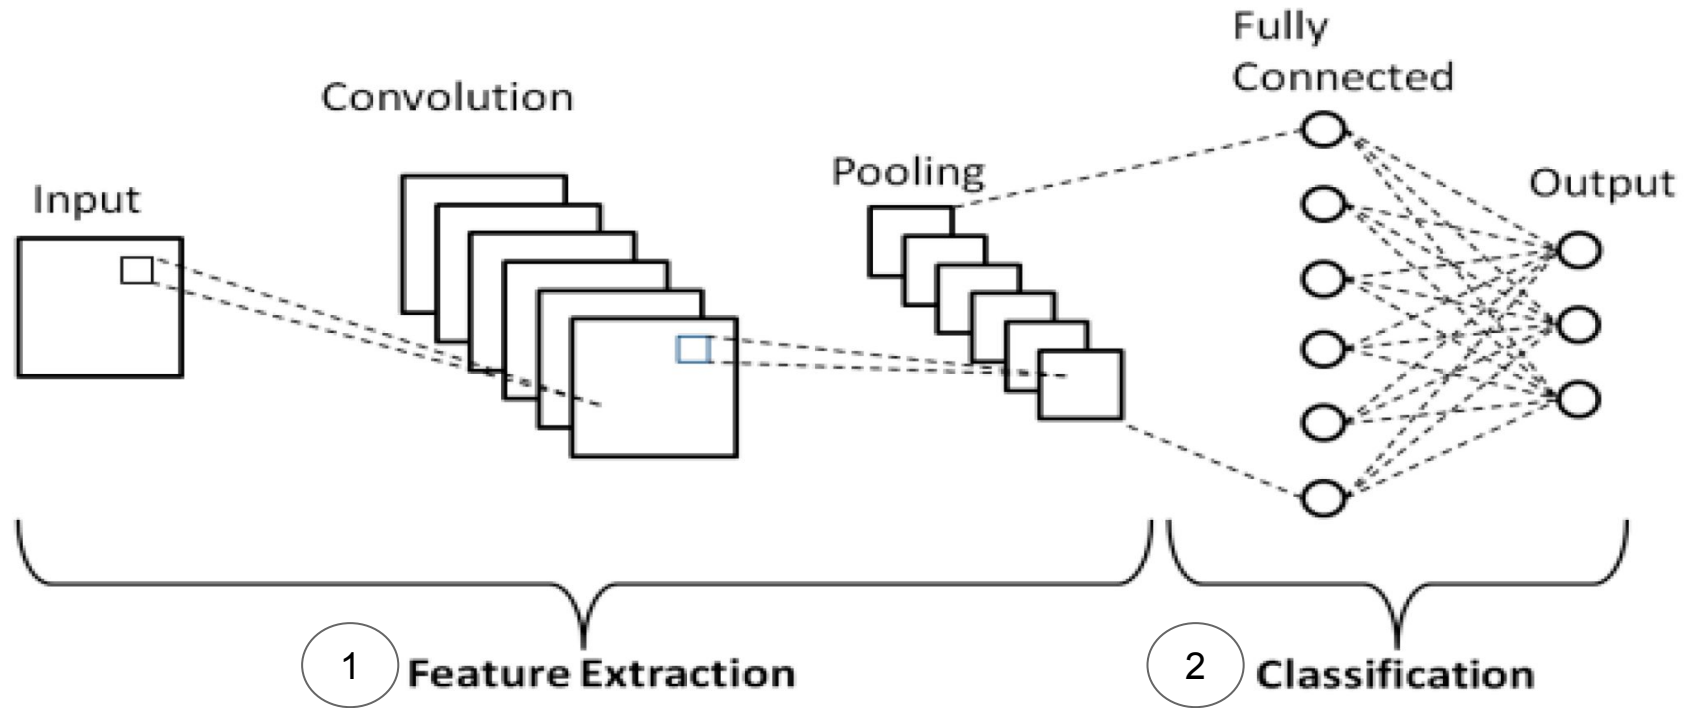 Input
Convolution
Pooling
Fully
Connected
Output
1 Feature Extraction
2 Classification